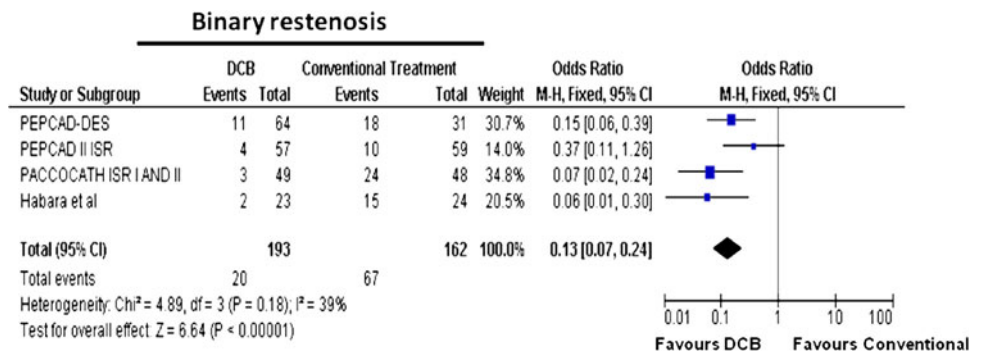 Binary restenosis
DCB Conventional Treatment Odds Ratio Odds Ratio
Study or Subgroup Events Total Events Total Weight M-H, Fixed, 95% CI M-H, Fixed, 95% CI
PEPCAD-DES 11 64 18 31 30.7% 0.15 [0.06, 0.39]
PEPCAD II ISR 4 57 10 59 14.0% 0.37 [0.11, 1.26]
PACCOCATH ISR I AND II 3 49 24 48 34.8% 0.07 [0.02, 0.24]
Habara et al 2 23 15 24 20.5% 0.06 [0.01, 0.30]
Total (95% CI) 193 162 100.0% 0.13 [0.07, 0.24]
Total events 20 67
Heterogeneity: Chi² = 4.89, df = 3 (P = 0.18); I² = 39%
Test for overall effect: Z = 6.64 (P < 0.00001)
0.01 0.1 1 10 100
Favours DCB Favours Conventional